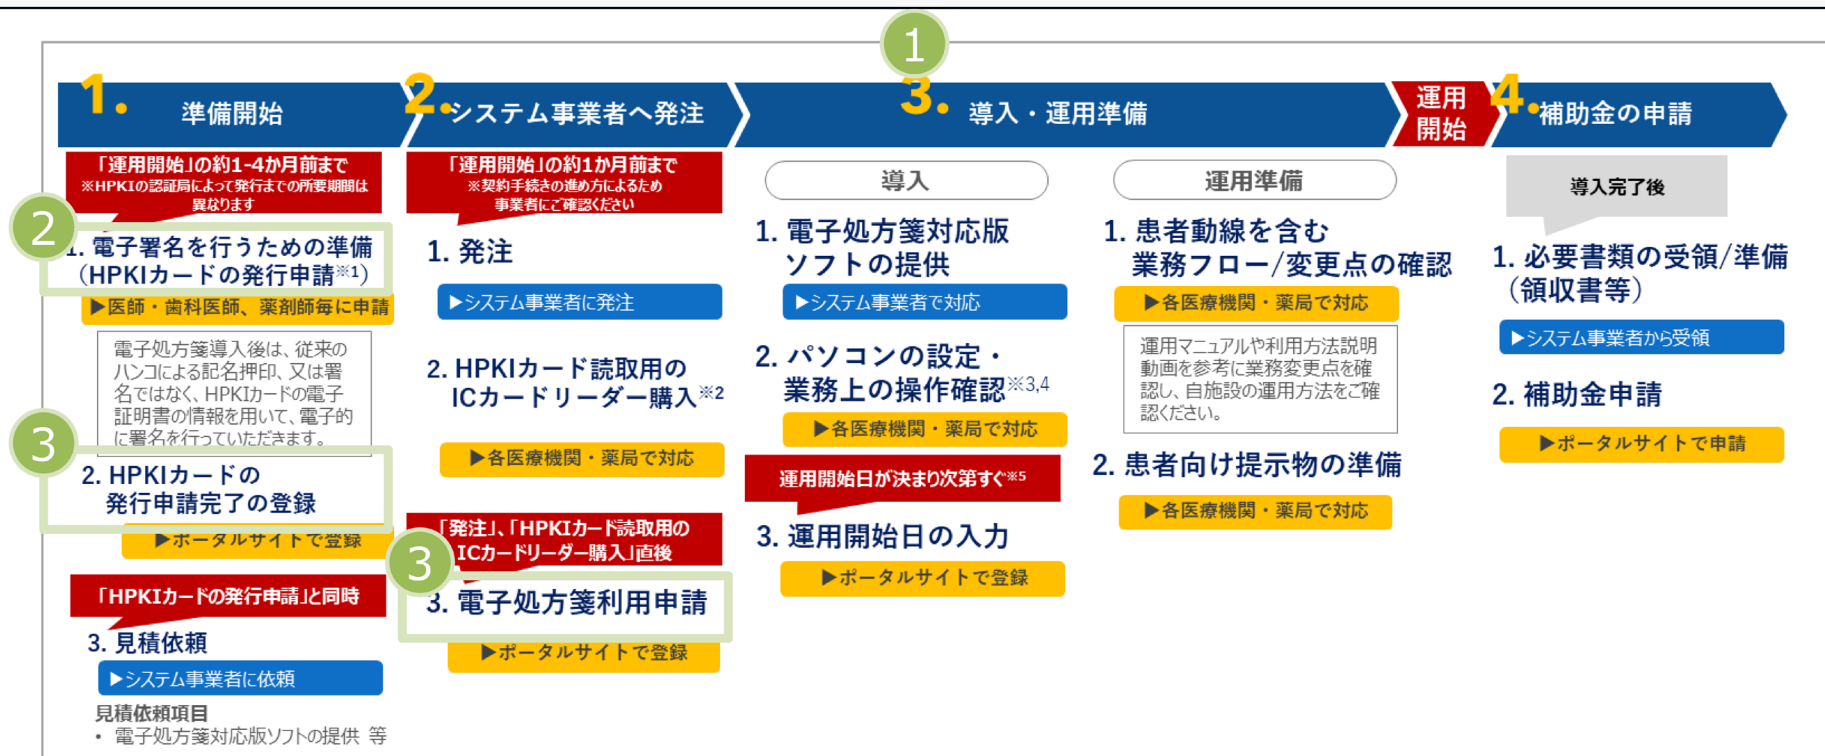 ①
1. 準備開始
2. システム事業者へ発注
3. 導入・運用準備
運用
開始
4. 補助金の申請
「運用開始」の約1-4か月前まで
※HPKIの認証局によって発行までの所要期間は
異なります
②
1. 電子署名を行うための準備
(HPKIカードの発行申請※1)
▶医師・歯科医師、薬剤師毎に申請
電子処方箋導入後は、従来の
ハンコによる記名押印、又は署
名ではなく、HPKIカードの電子
証明書の情報を用いて、電子的
に署名を行っていただきます。
③
2. HPKIカードの
発行申請完了の登録
▶ポータルサイトで登録
「HPKIカードの発行申請」と同時
3. 見積依頼
▶システム事業者に依頼
見積依頼項目
・ 電子処方箋対応版ソフトの提供 等
「運用開始」の約1か月前まで
※契約手続きの進め方によるため
事業者にご確認ください
1. 発注
▶システム事業者に発注
2. HPKIカード読取用の
ICカードリーダー購入※2
▶各医療機関・薬局で対応
「発注」、「HPKIカード読取用の
ICカードリーダー購入」直後
③
3. 電子処方箋利用申請
▶ポータルサイトで登録
導入
1. 電子処方箋対応版
ソフトの提供
▶システム事業者で対応
2. パソコンの設定・
業務上の操作確認※3,4
▶各医療機関・薬局で対応
運用開始日が決まり次第すぐ※5
3. 運用開始日の入力
▶ポータルサイトで登録
運用準備
1. 患者動線を含む
業務フロー/変更点の確認
▶各医療機関・薬局で対応
運用マニュアルや利用方法説明
動画を参考に業務変更点を確
認し、自施設の運用方法をご確
認ください。
2. 患者向け提示物の準備
▶各医療機関・薬局で対応
導入完了後
1. 必要書類の受領/準備
(領収書等)
▶システム事業者から受領
2. 補助金申請
▶ポータルサイトで申請